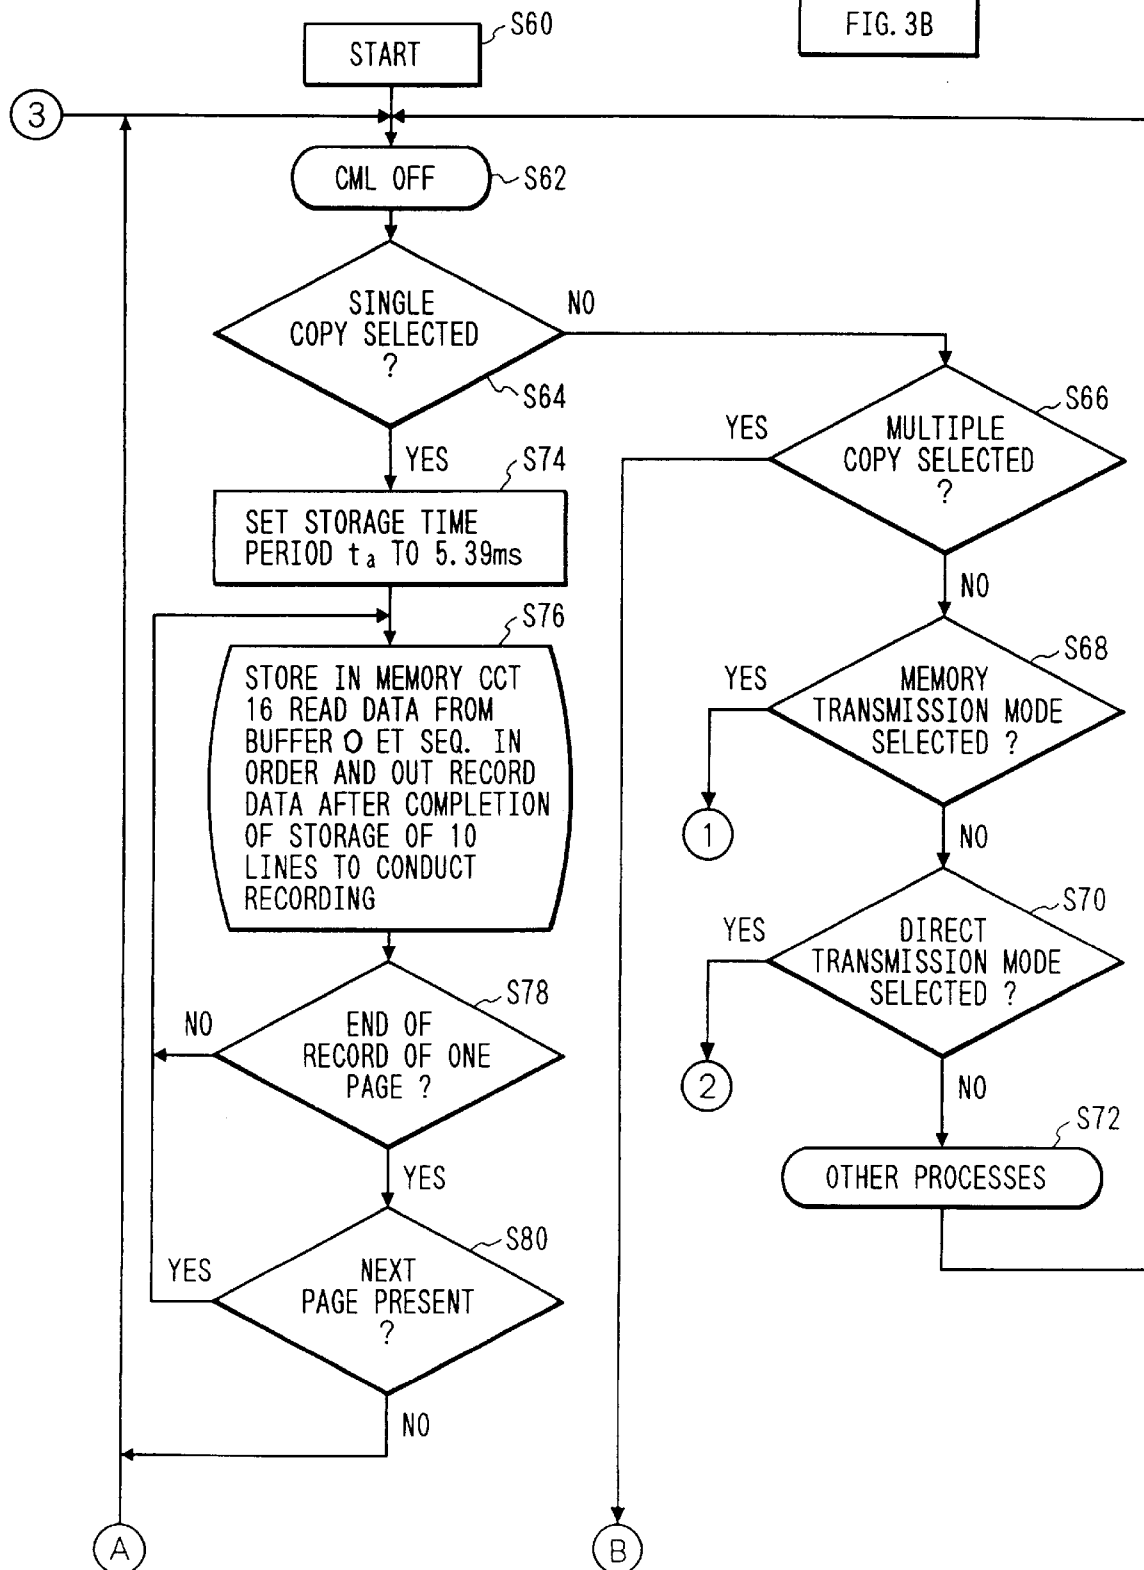 FIG. 3B
START
S60
3
CML OFF
S62
SINGLE
COPY SELECTED
?
NO
S64
YES
MULTIPLE
COPY SELECTED
?
S66
YES
NO
S74
SET STORAGE TIME
PERIOD ta TO 5.39ms
S76
STORE IN MEMORY CCT
16 READ DATA FROM
BUFFER 0 ET SEQ. IN
ORDER AND OUT RECORD
DATA AFTER COMPLETION
OF STORAGE OF 10
LINES TO CONDUCT
RECORDING
MEMORY
TRANSMISSION MODE
SELECTED ?
S68
YES
1
NO
DIRECT
TRANSMISSION MODE
SELECTED ?
S70
YES
2
NO
END OF
RECORD OF ONE
PAGE ?
S78
NO
YES
S72
OTHER PROCESSES
NEXT
PAGE PRESENT
?
S80
YES
NO
A
B